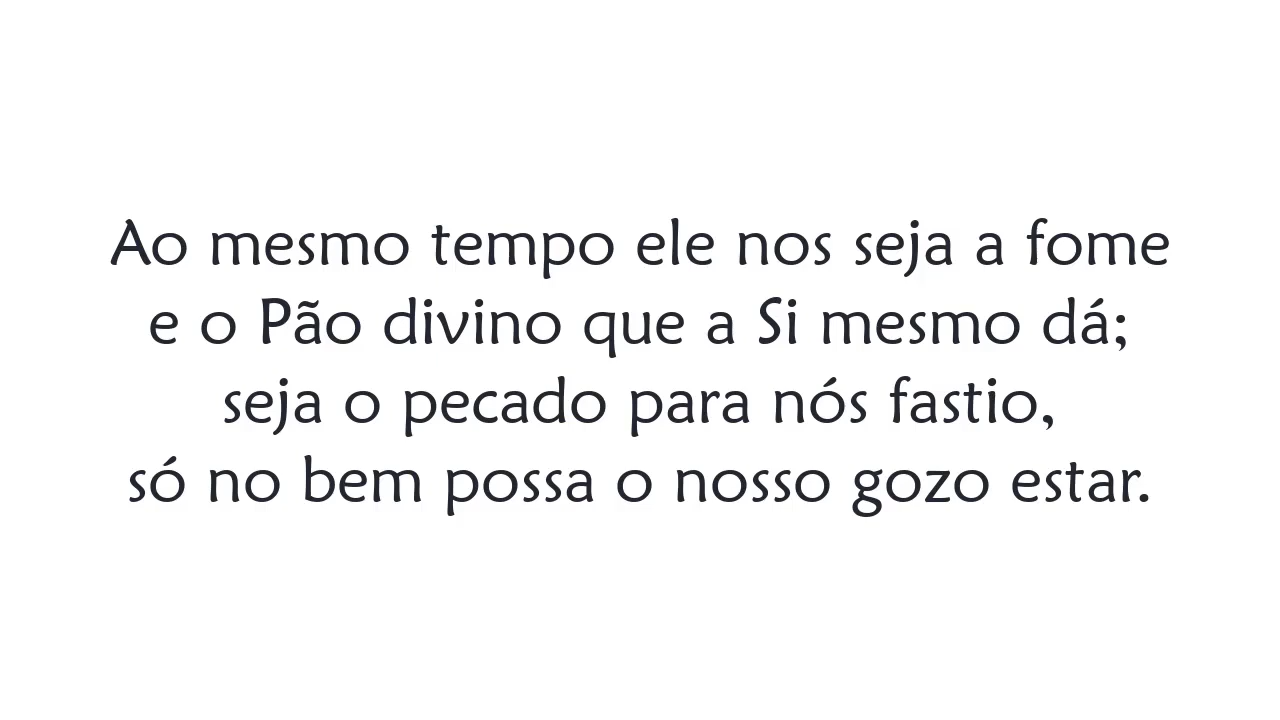 Ao mesmo tempo ele nos seja a fome
e o Pão divino que a Si mesmo dá;
seja o pecado para nós fastio,
só no bem possa o nosso gozo estar.